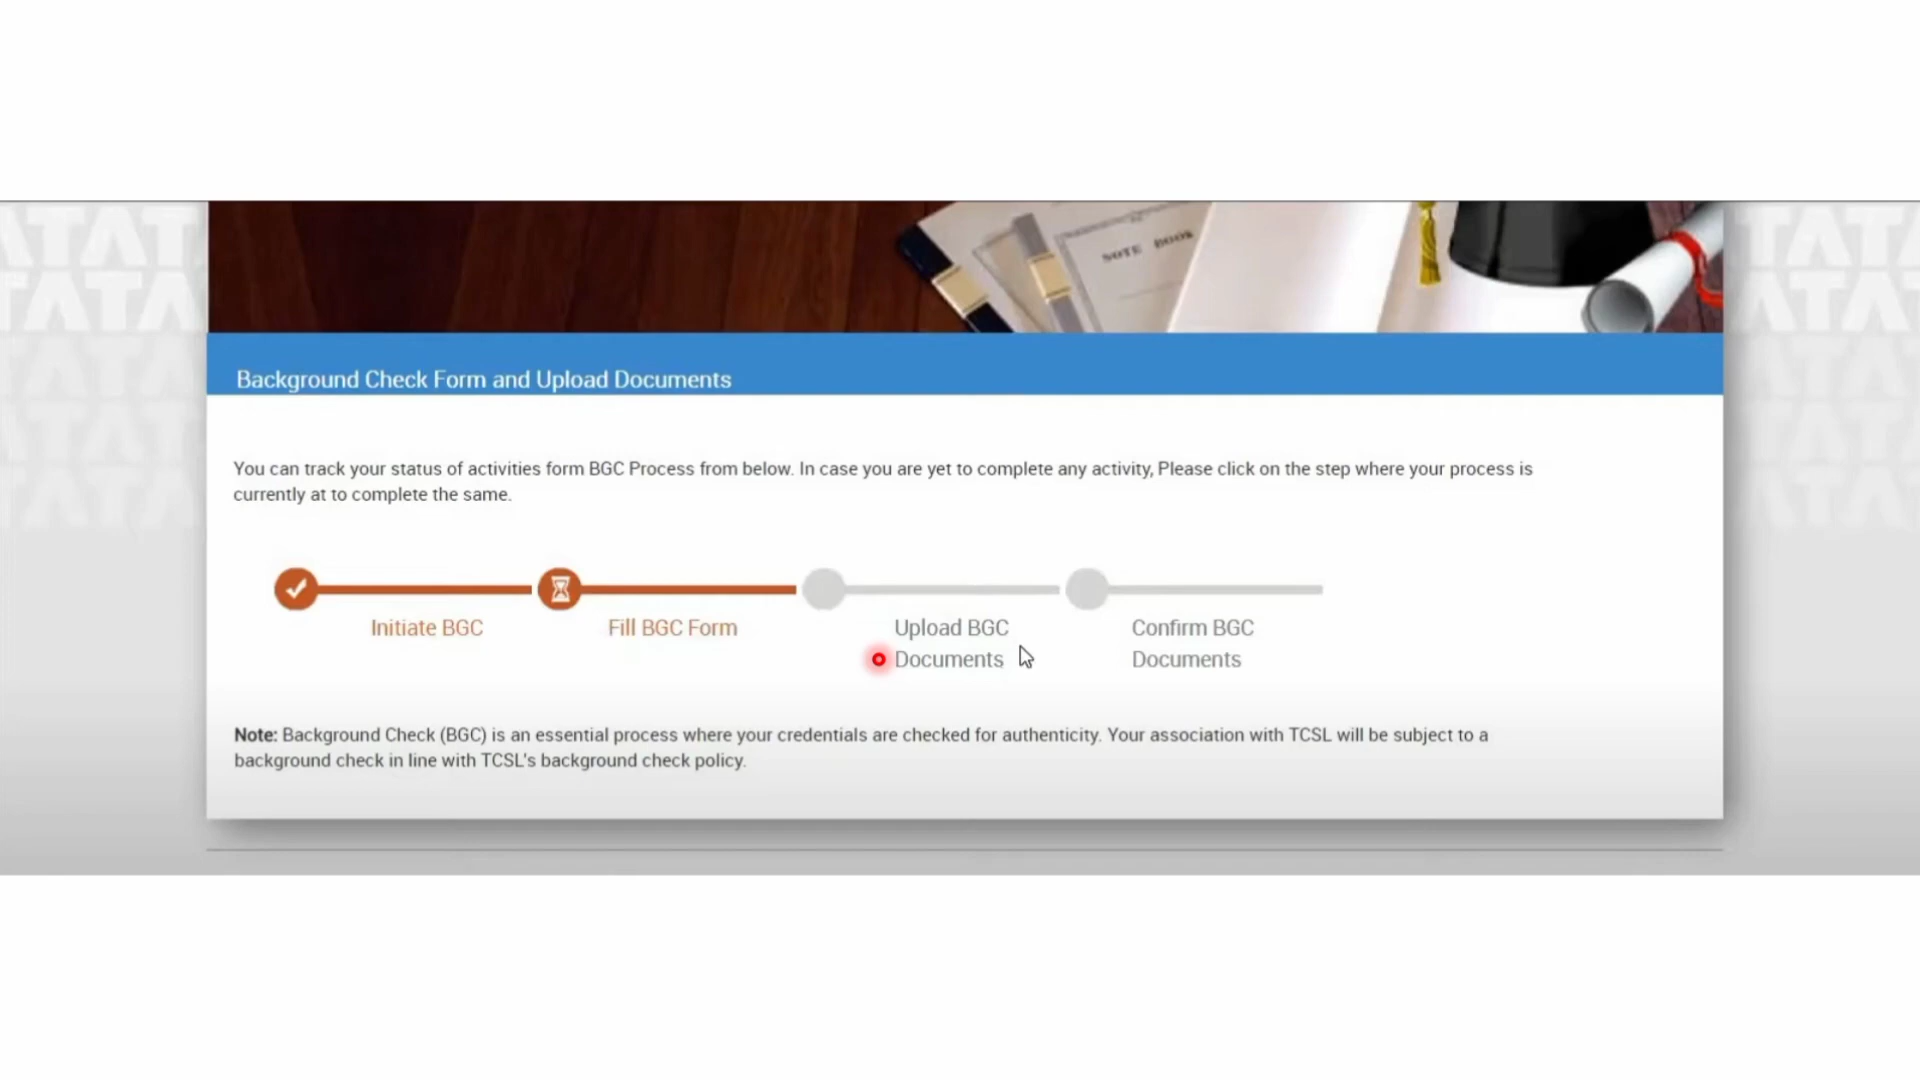 NOTE BOOK
TATA
TATA
Background Check Form and Upload Documents
You can track your status of activities form BGC Process from below. In case you are yet to complete any activity, Please click on the step where your process is
currently at to complete the same.
Initiate BGC
Fill BGC Form
Upload BGC
Documents
Confirm BGC
Documents
Note: Background Check (BGC) is an essential process where your credentials are checked for authenticity. Your association with TCSL will be subject to a
background check in line with TCSL's background check policy.